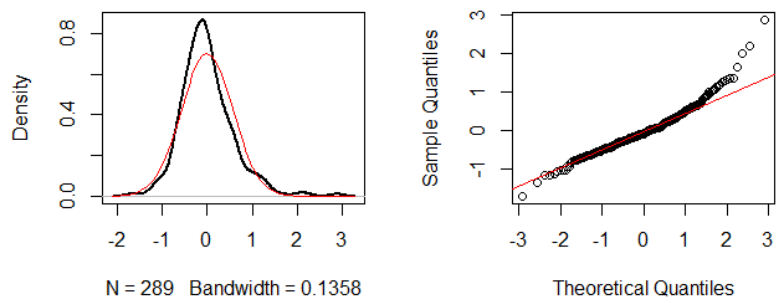 Density
0.0 0.4 0.8
-2 -1 0 1 2 3
N = 289 Bandwidth = 0.1358
Sample Quantiles
-1 0 1 2 3
-3 -2 -1 0 1 2 3
Theoretical Quantiles